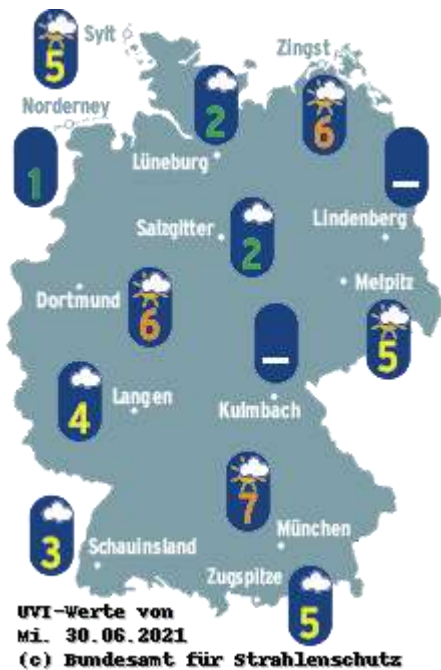 Sylt
5
Zingst
Norderney
2
6
1
Lüneburg
–
Salzgitter
Lindenberg
2
Dortmund
6
Melpitz
5
–
4
Langen
Kulmbach
7
3
Schauinsland
München
Zugspitze
5
UVI-Werte von
Mi. 30.06.2021
(c) Bundesamt für Strahlenschutz